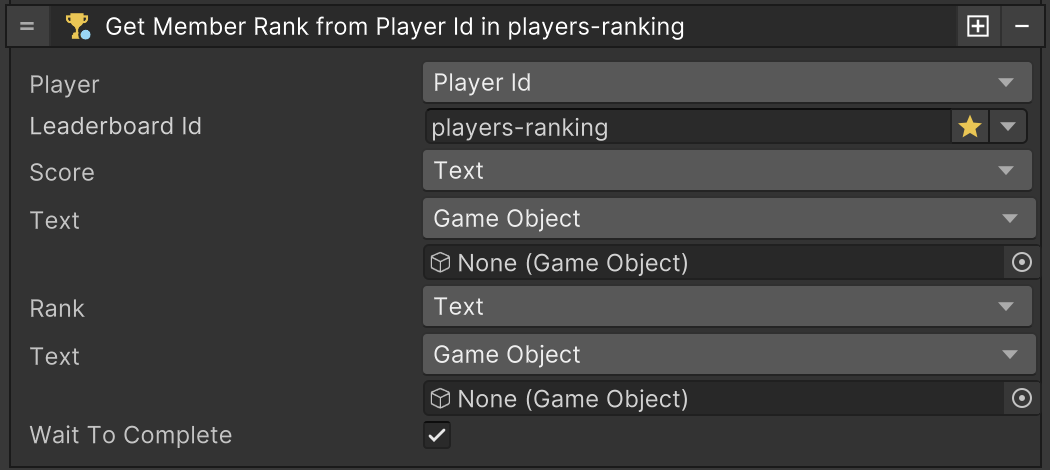 Get Member Rank from Player Id in players-ranking
Player Player Id
Leaderboard Id players-ranking
Score Text
Text Game Object
None (Game Object)
Rank Text
Text Game Object
None (Game Object)
Wait To Complete